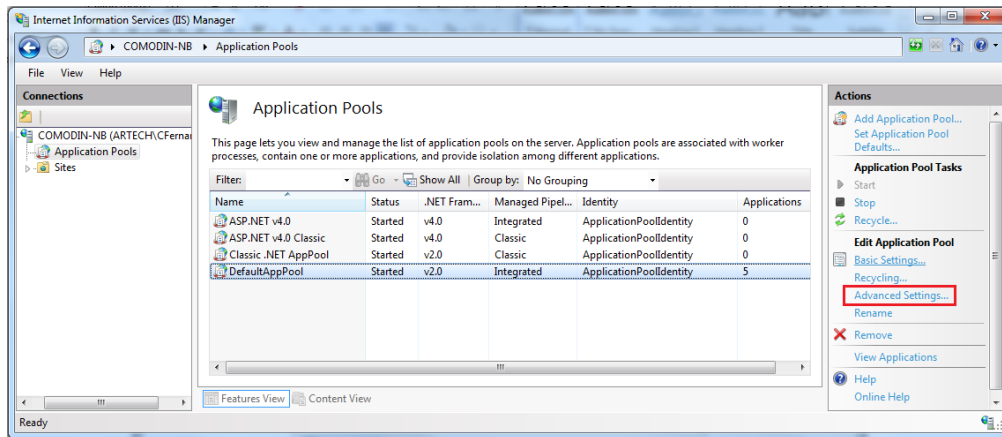 Internet Information Services (IIS) Manager
COMODIN-NB ▸ Application Pools
File View Help
Connections
COMODIN-NB (ARTECH\CFernar
Application Pools
Sites
Application Pools
This page lets you view and manage the list of application pools on the server. Application pools are associated with worker
processes, contain one or more applications, and provide isolation among different applications.
Filter: Go Show All Group by: No Grouping
Name Status .NET Fram... Managed Pipel... Identity Applications
ASP.NET v4.0 Started v4.0 Integrated ApplicationPoolIdentity 0
ASP.NET v4.0 Classic Started v4.0 Classic ApplicationPoolIdentity 0
Classic .NET AppPool Started v2.0 Classic ApplicationPoolIdentity 0
DefaultAppPool Started v2.0 Integrated ApplicationPoolIdentity 5
Features View Content View
Actions
Add Application Pool...
Set Application Pool
Defaults...
Application Pool Tasks
Start
Stop
Recycle...
Edit Application Pool
Basic Settings...
Recycling...
Advanced Settings...
Rename
Remove
View Applications
Help
Online Help
Ready